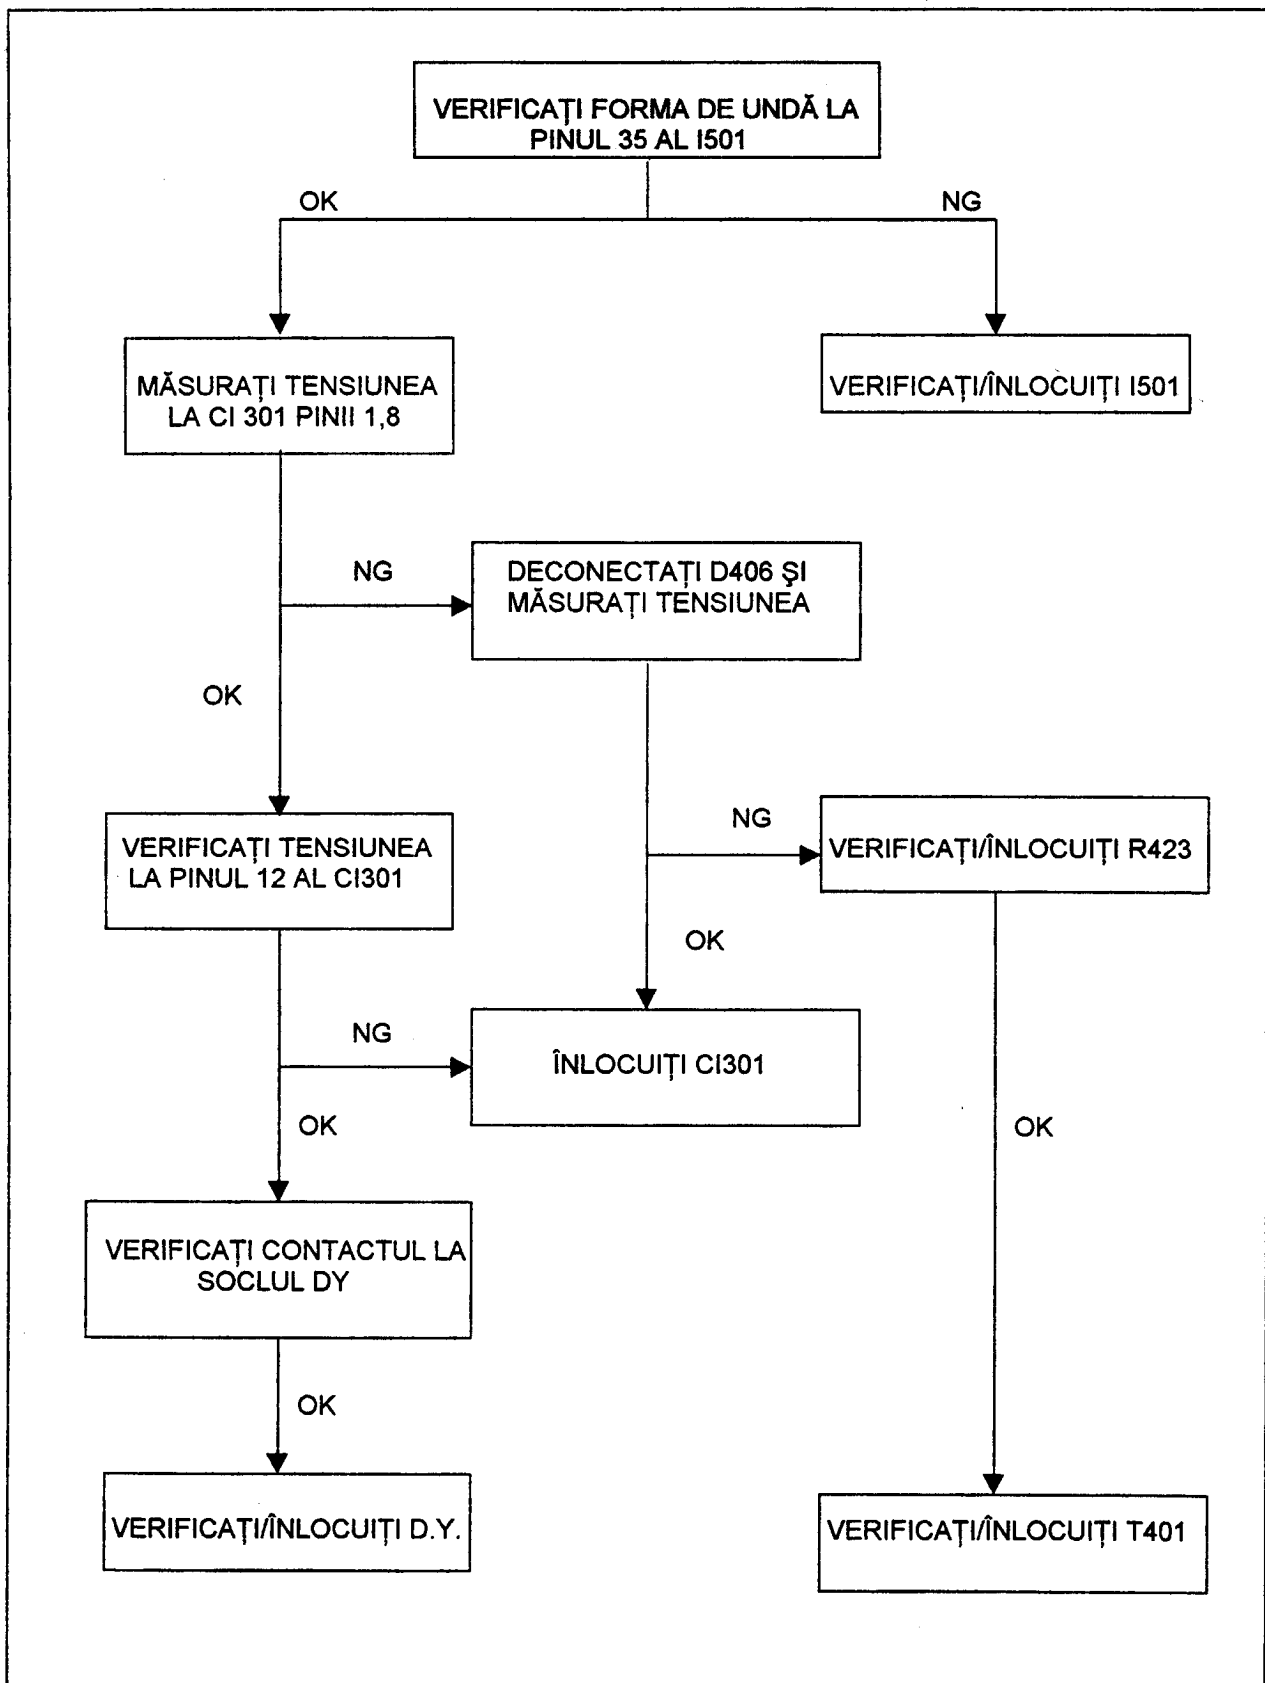 VERIFICAȚI FORMA DE UNDĂ LA
PINUL 35 AL I501
OK
NG
MĂSURAȚI TENSIUNEA
LA CI 301 PINII 1,8
VERIFICAȚI/ÎNLOCUIȚI I501
NG
DECONECTAȚI D406 ȘI
MĂSURAȚI TENSIUNEA
OK
VERIFICAȚI TENSIUNEA
LA PINUL 12 AL CI301
NG
VERIFICAȚI/ÎNLOCUIȚI R423
OK
NG
ÎNLOCUIȚI CI301
OK
OK
VERIFICAȚI CONTACTUL LA
SOCLUL DY
OK
VERIFICAȚI/ÎNLOCUIȚI D.Y.
VERIFICAȚI/ÎNLOCUIȚI T401